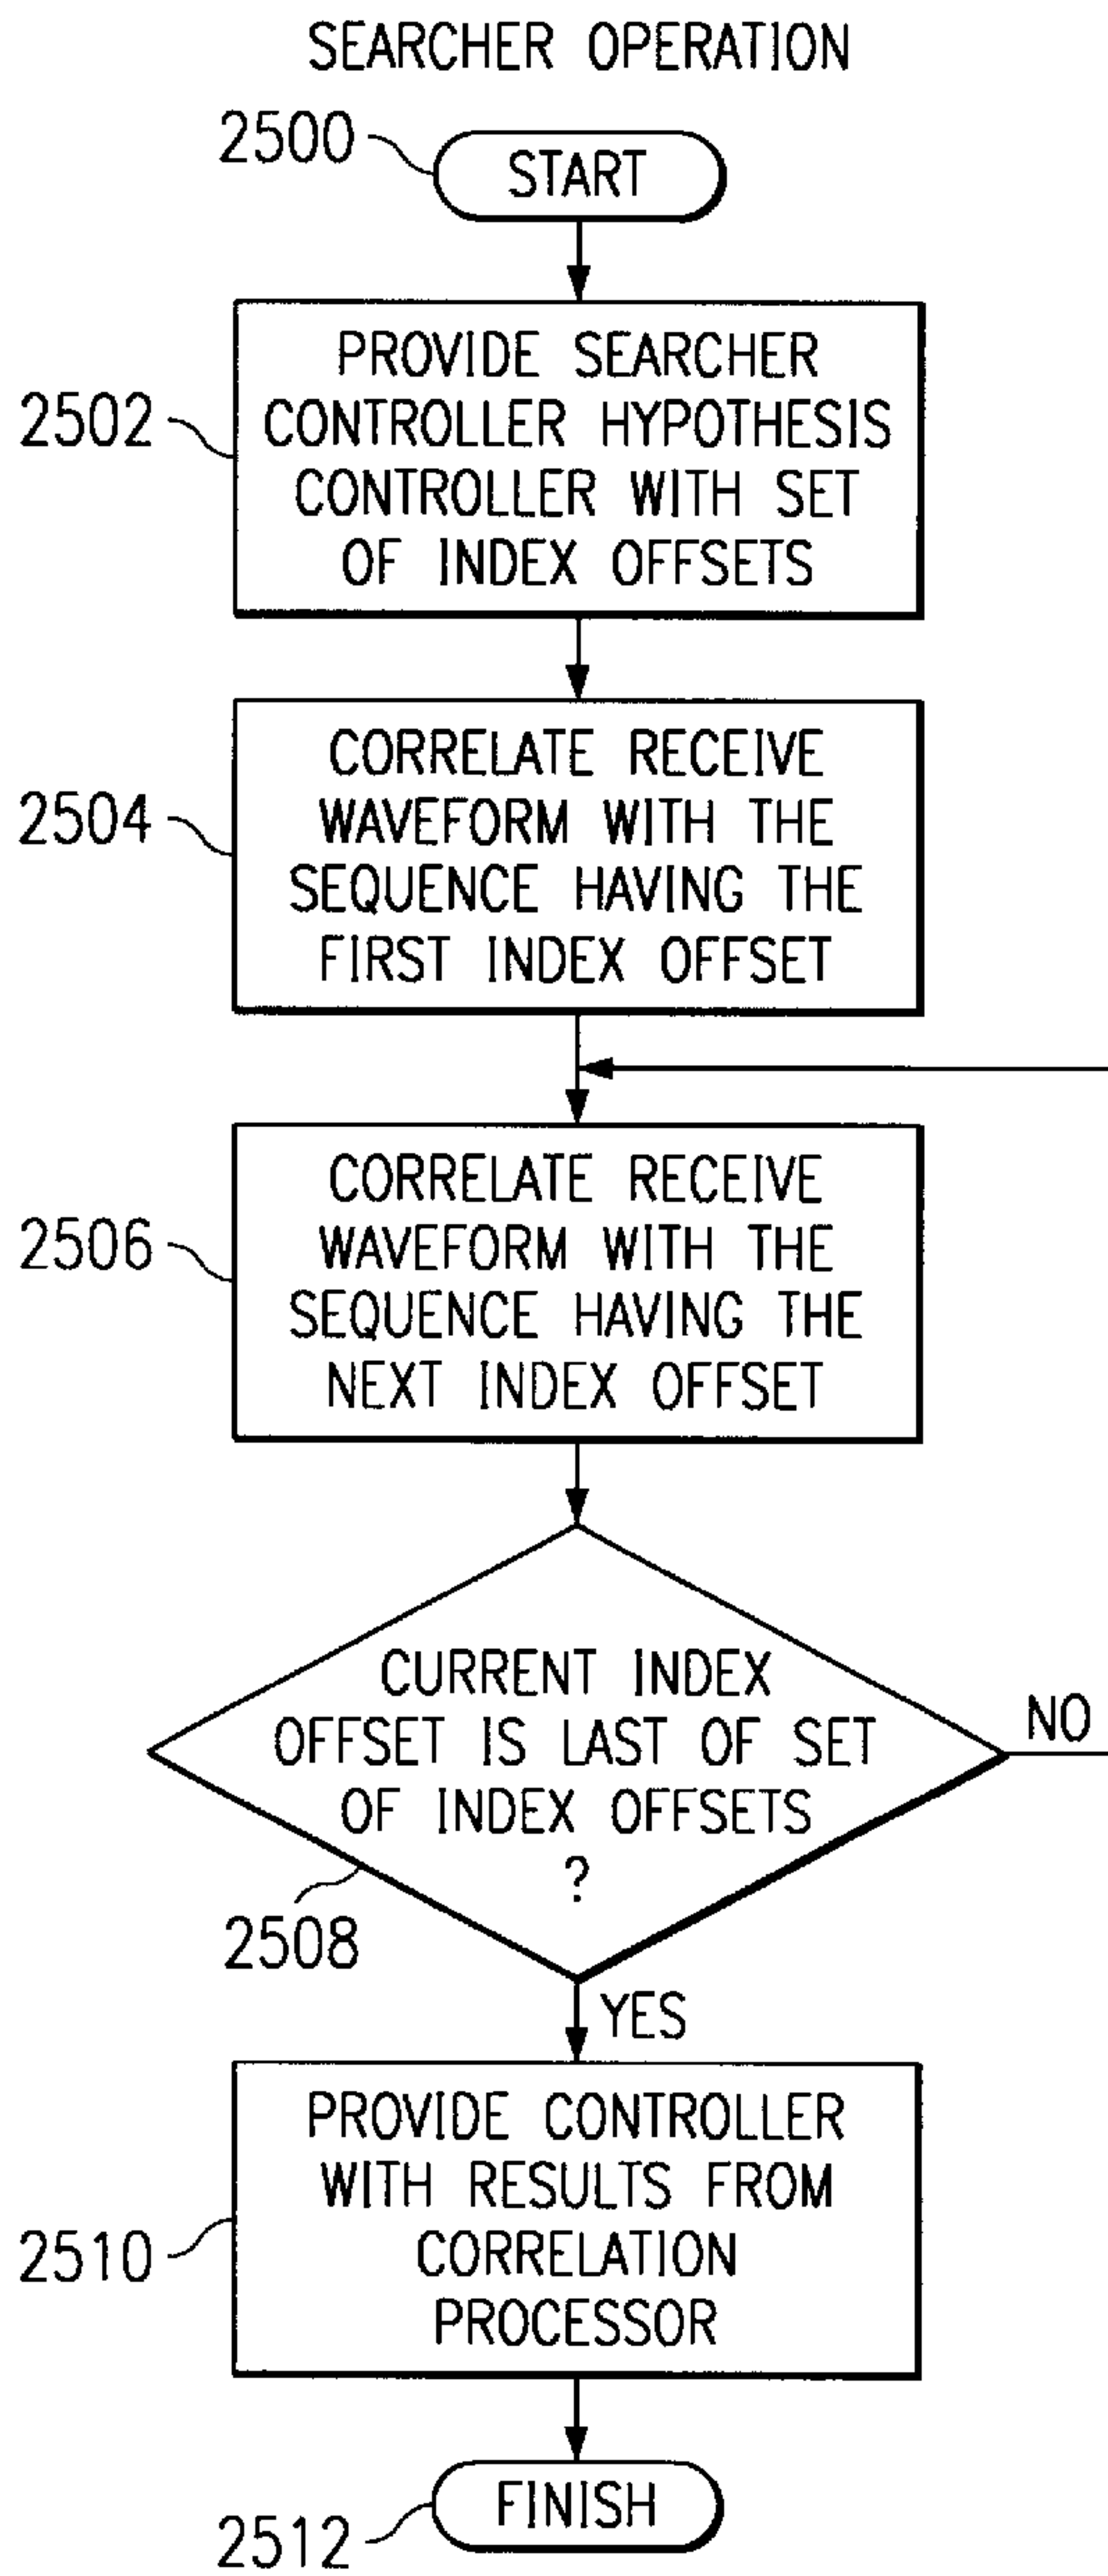 SEARCHER OPERATION
2500
START
2502
PROVIDE SEARCHER
CONTROLLER HYPOTHESIS
CONTROLLER WITH SET
OF INDEX OFFSETS
2504
CORRELATE RECEIVE
WAVEFORM WITH THE
SEQUENCE HAVING THE
FIRST INDEX OFFSET
2506
CORRELATE RECEIVE
WAVEFORM WITH THE
SEQUENCE HAVING THE
NEXT INDEX OFFSET
CURRENT INDEX
OFFSET IS LAST OF SET
OF INDEX OFFSETS
?
NO
2508
YES
2510
PROVIDE CONTROLLER
WITH RESULTS FROM
CORRELATION
PROCESSOR
2512
FINISH